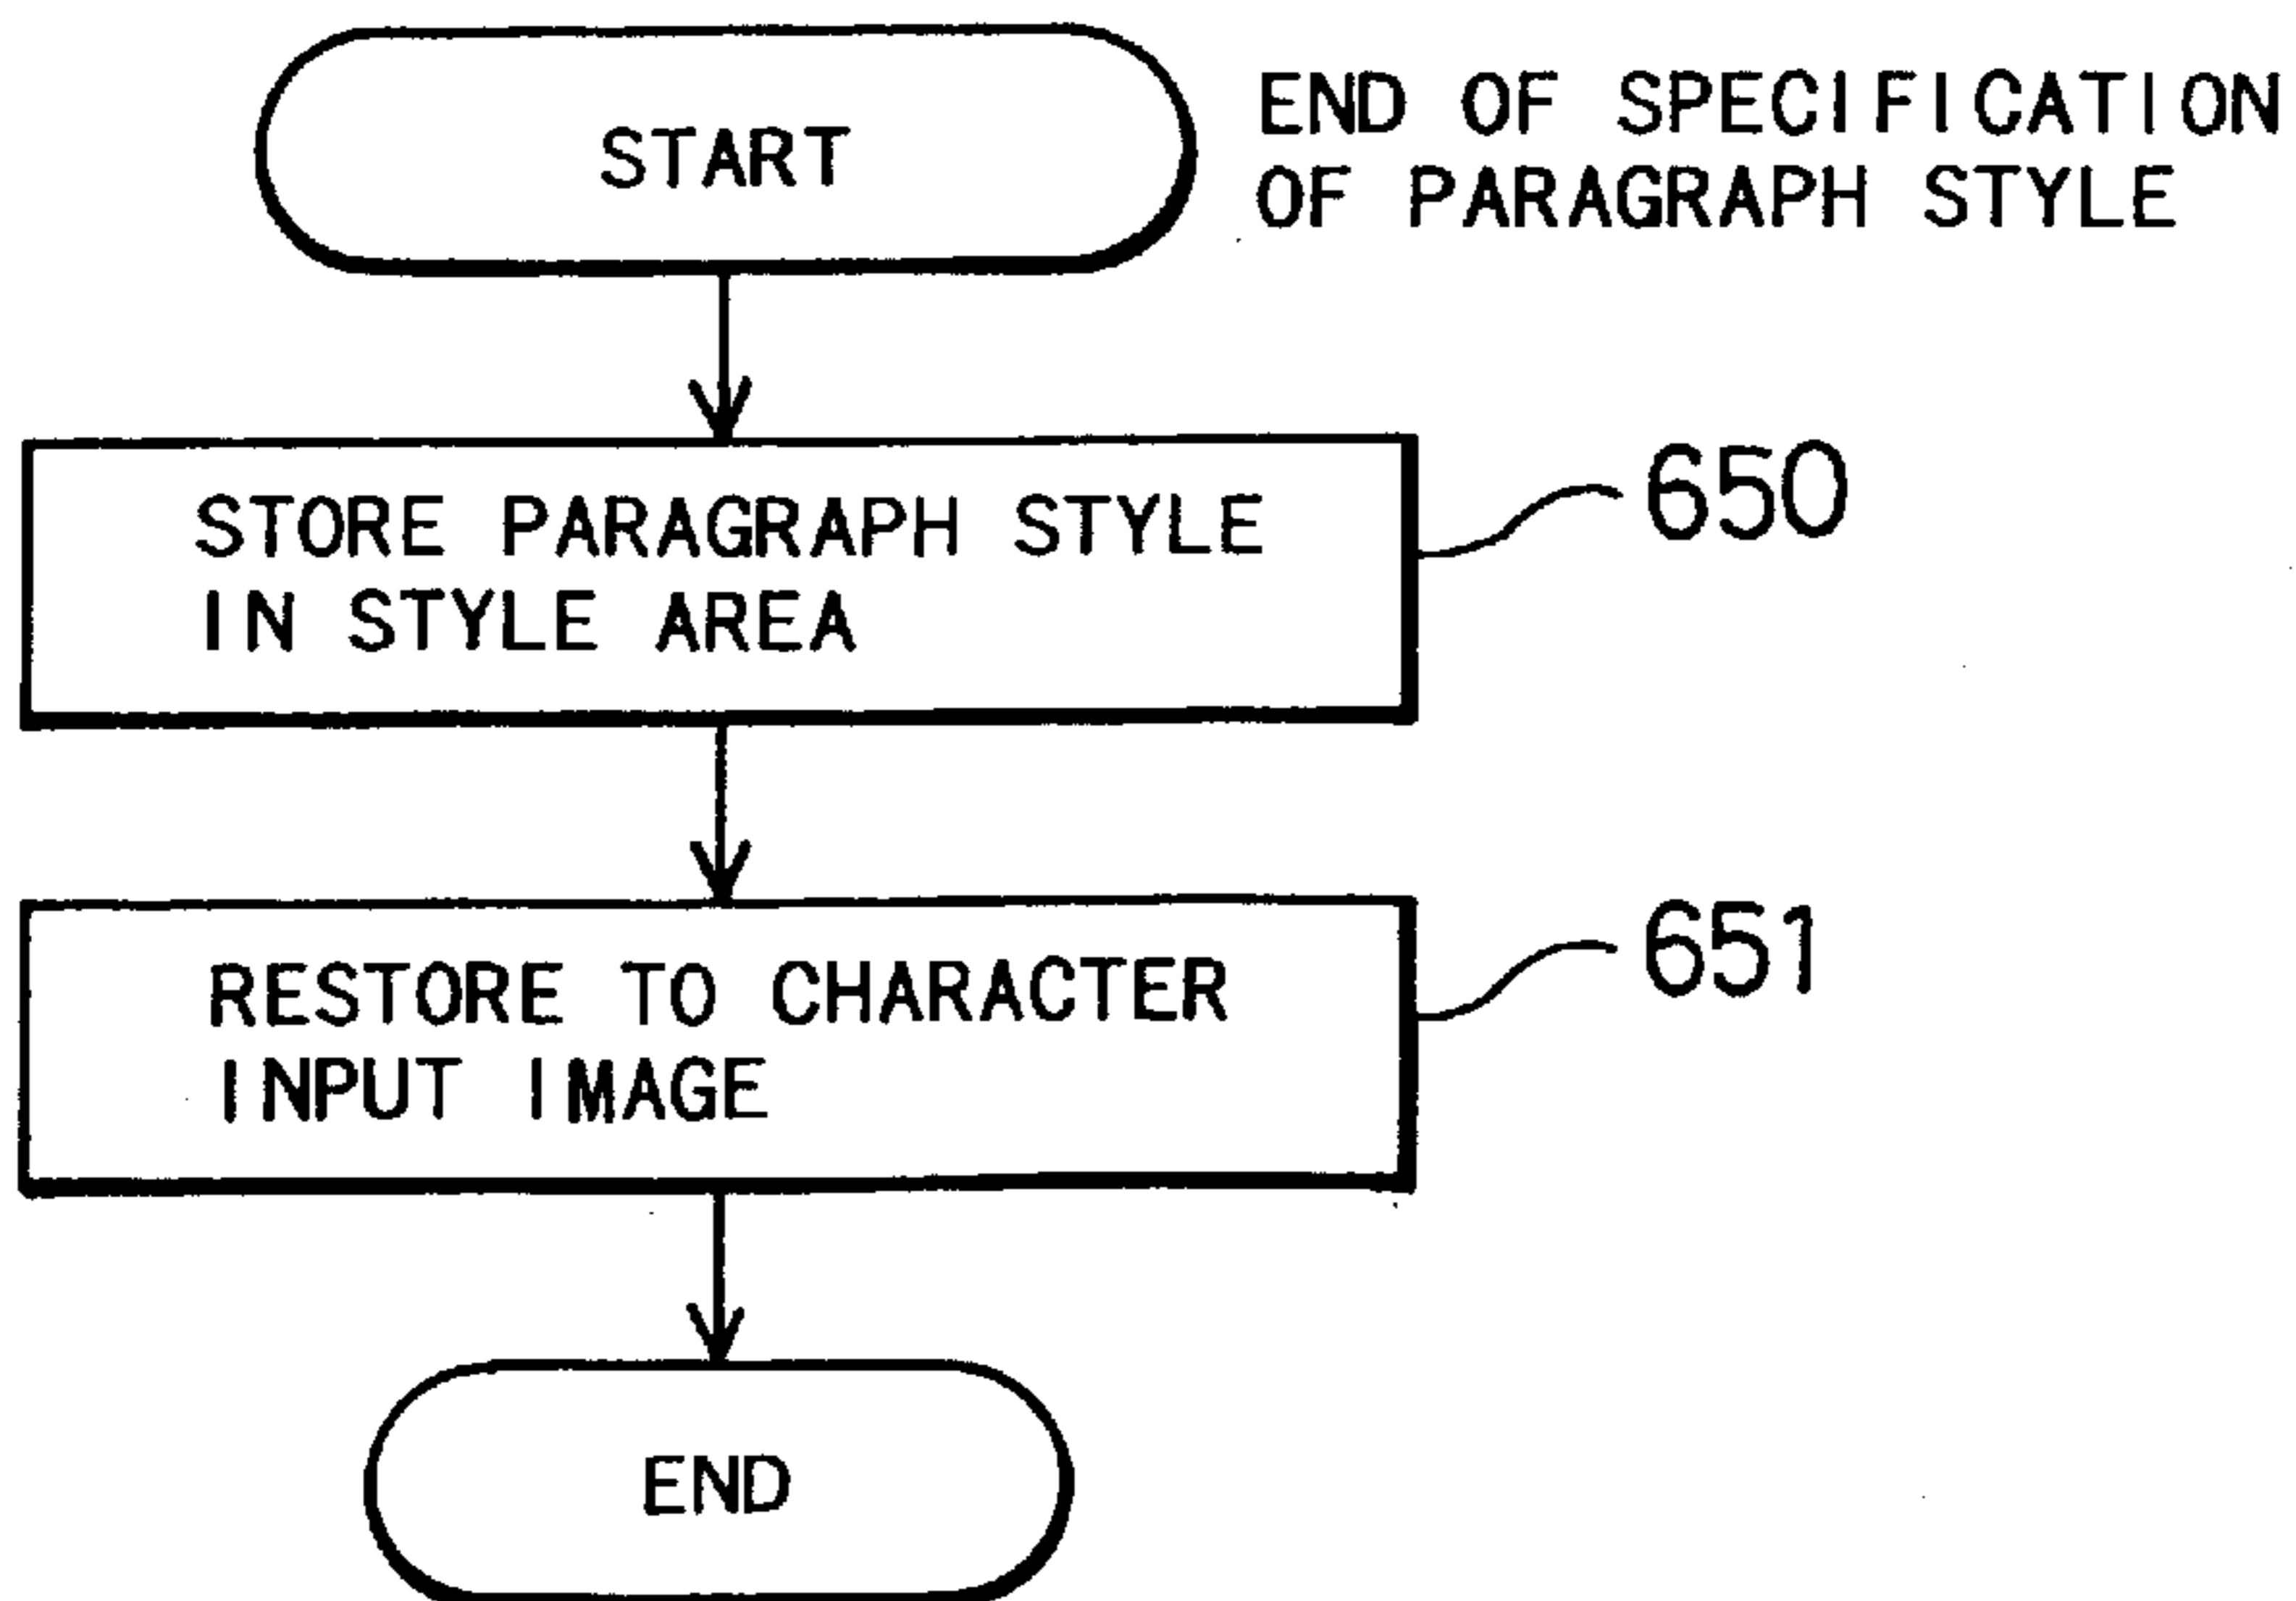 START
END OF SPECIFICATION
OF PARAGRAPH STYLE
STORE PARAGRAPH STYLE
IN STYLE AREA
650
RESTORE TO CHARACTER
INPUT IMAGE
651
END